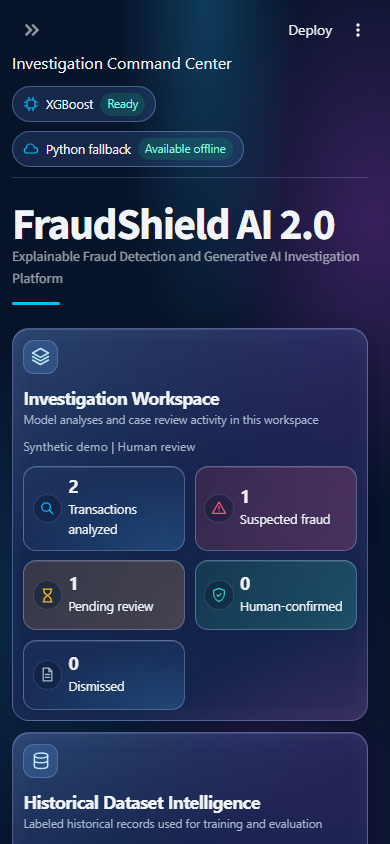 Deploy
Investigation Command Center
XGBoost Ready
Python fallback Available offline
FraudShield AI 2.0
Explainable Fraud Detection and Generative AI Investigation
Platform
Investigation Workspace
Model analyses and case review activity in this workspace
Synthetic demo | Human review
2
Transactions
analyzed
1
Suspected fraud
1
Pending review
0
Human-confirmed
0
Dismissed
Historical Dataset Intelligence
Labeled historical records used for training and evaluation